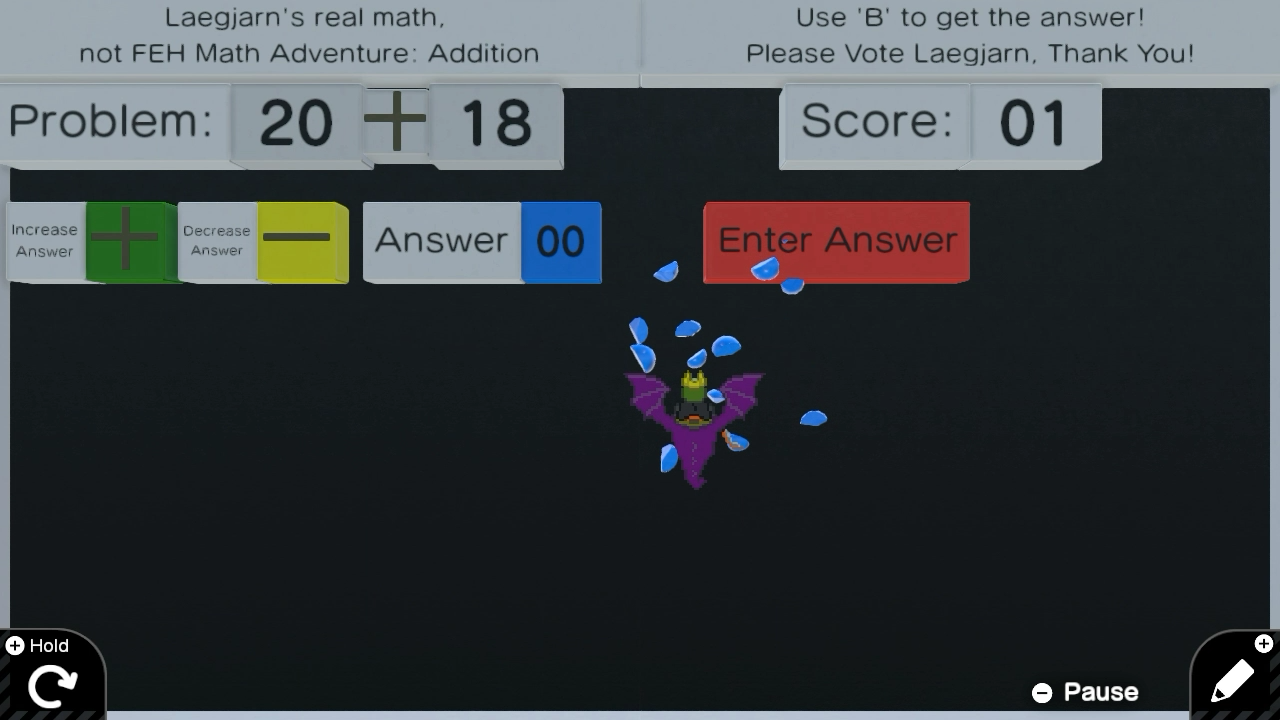 Laegjarn's real math,
not FEH Math Adventure: Addition
Use 'B' to get the answer!
Please Vote Laegjarn, Thank You!
Problem: 20 + 18
Score: 01
Increase
Answer
+
Decrease
Answer
-
Answer 00
Enter Answer
Hold
Pause